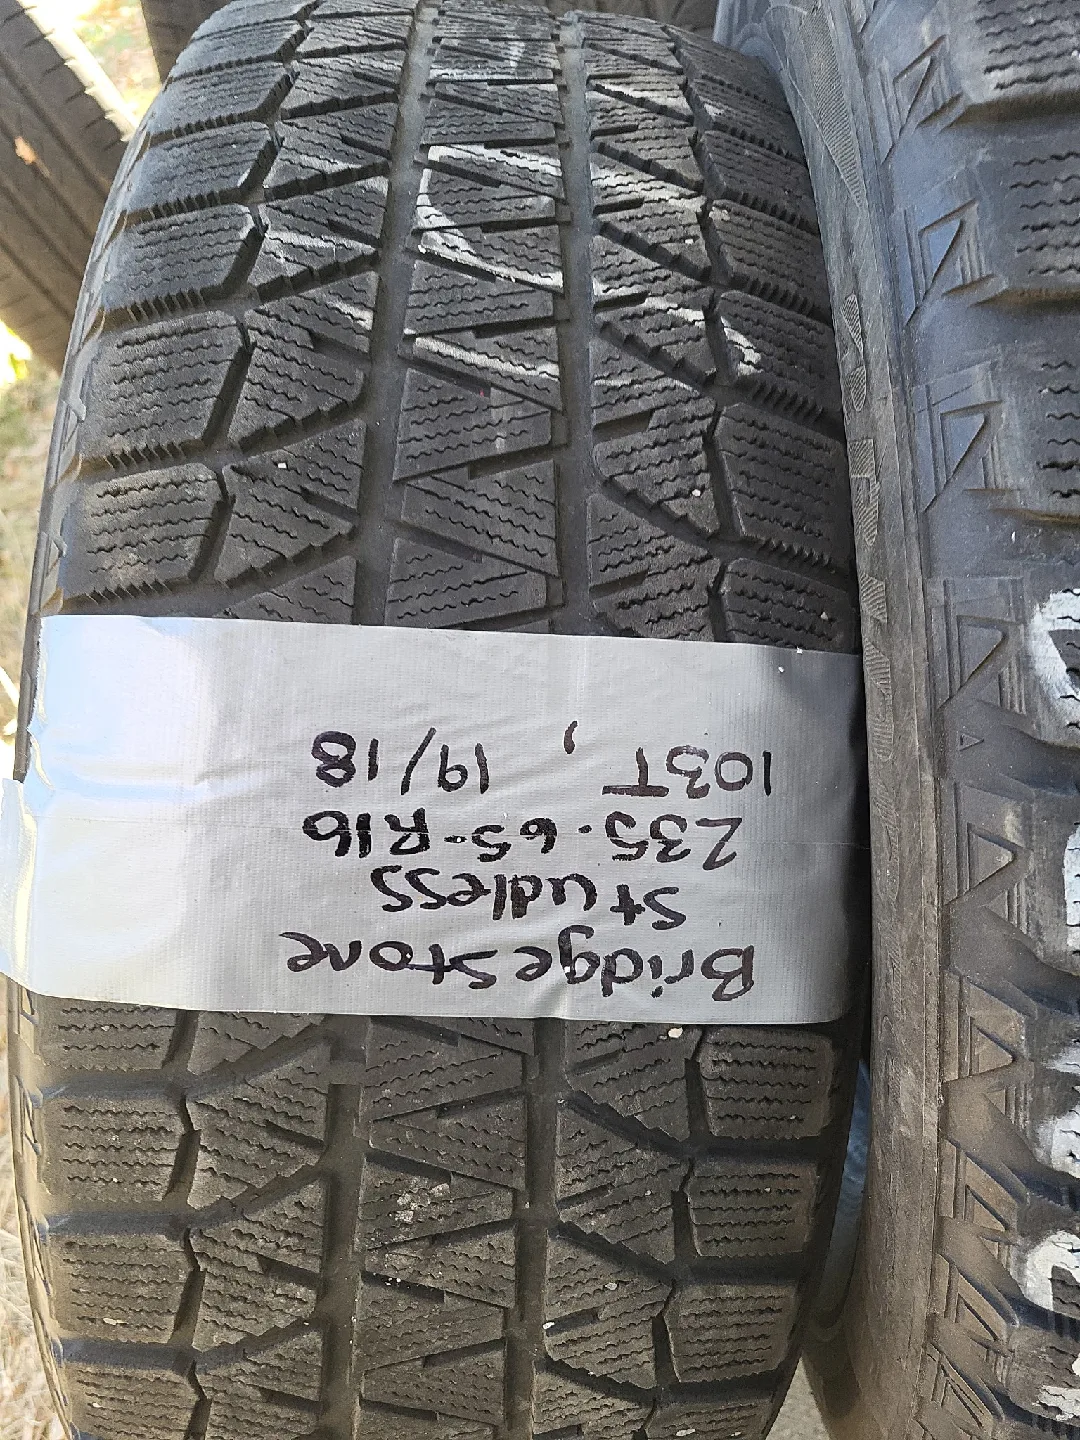 Bridgestone
Studless
235.65-R16
103T, 19/18